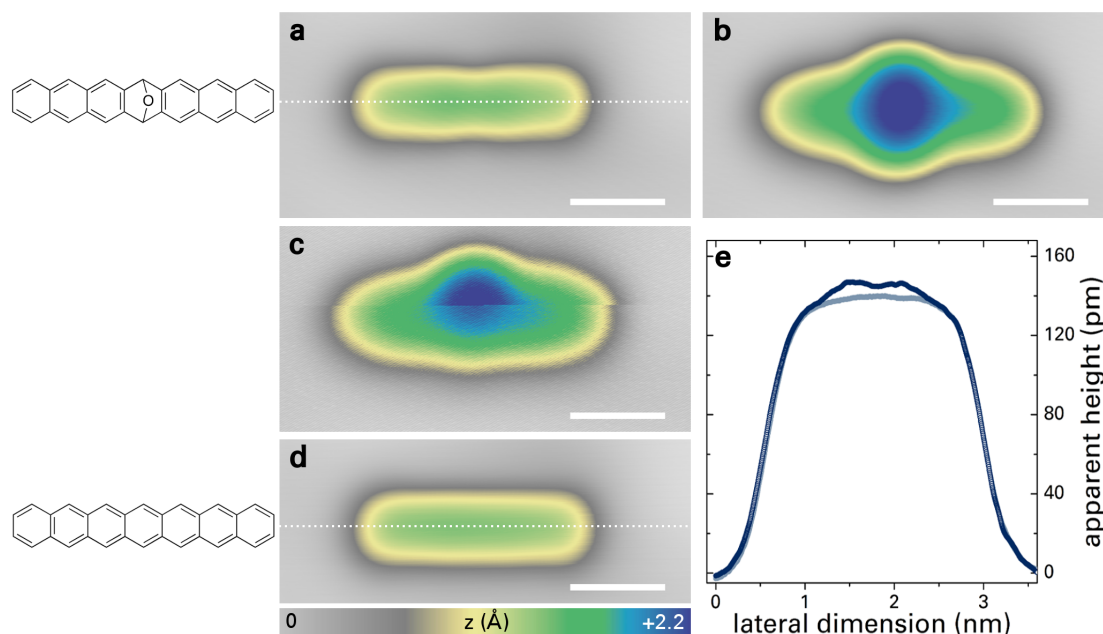 a
b
O
c
d
e
160
120
80
40
0
apparent height (pm)
0
1
2
3
lateral dimension (nm)
0
z (Å)
+2.2